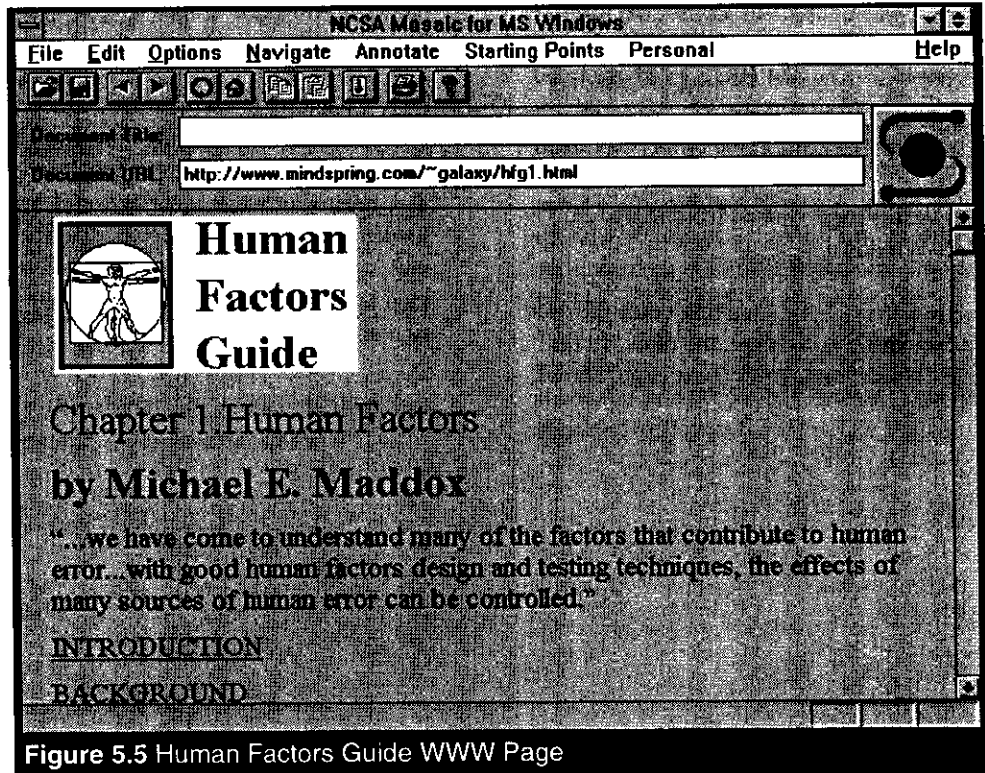 NCSA Mosaic for MS Windows
File Edit Options Navigate Annotate Starting Points Personal Help
Document Title:
Document URL: http://www.mindspring.com/~galaxy/hfg1.html
Human
Factors
Guide
Chapter 1.Human Factors
by Michael E. Maddox
“...we have come to understand many of the factors that contribute to human
error...with good human factors design and testing techniques, the effects of
many sources of human error can be controlled.”
INTRODUCTION
BACKGROUND
Figure 5.5 Human Factors Guide WWW Page